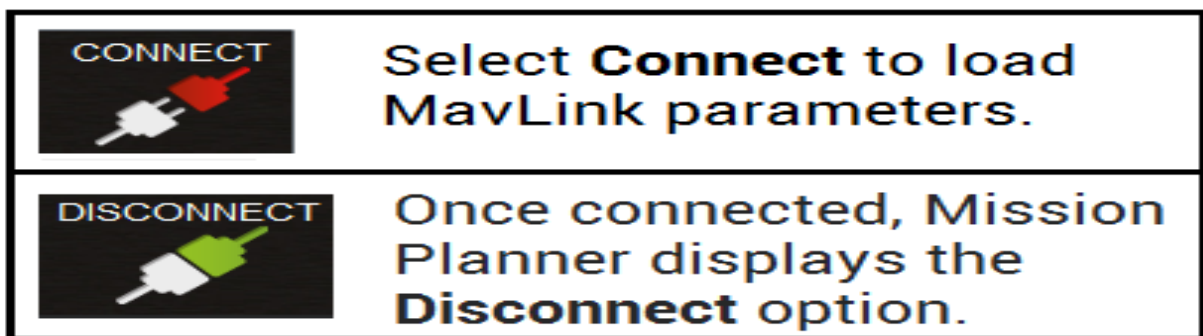 CONNECT
Select Connect to load
MavLink parameters.
DISCONNECT
Once connected, Mission
Planner displays the
Disconnect option.